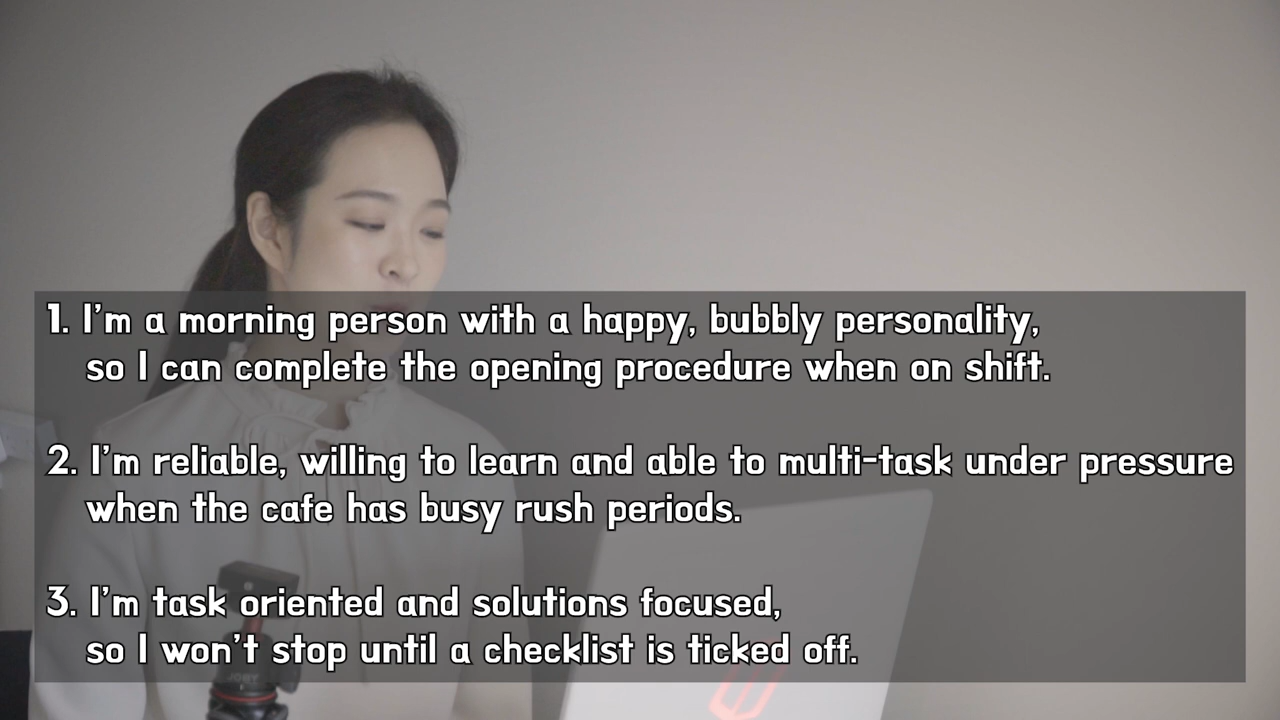 1. I'm a morning person with a happy, bubbly personality,
so I can complete the opening procedure when on shift.
2. I'm reliable, willing to learn and able to multi-task under pressure
when the cafe has busy rush periods.
3. I'm task oriented and solutions focused,
so I won't stop until a checklist is ticked off.
JOBY